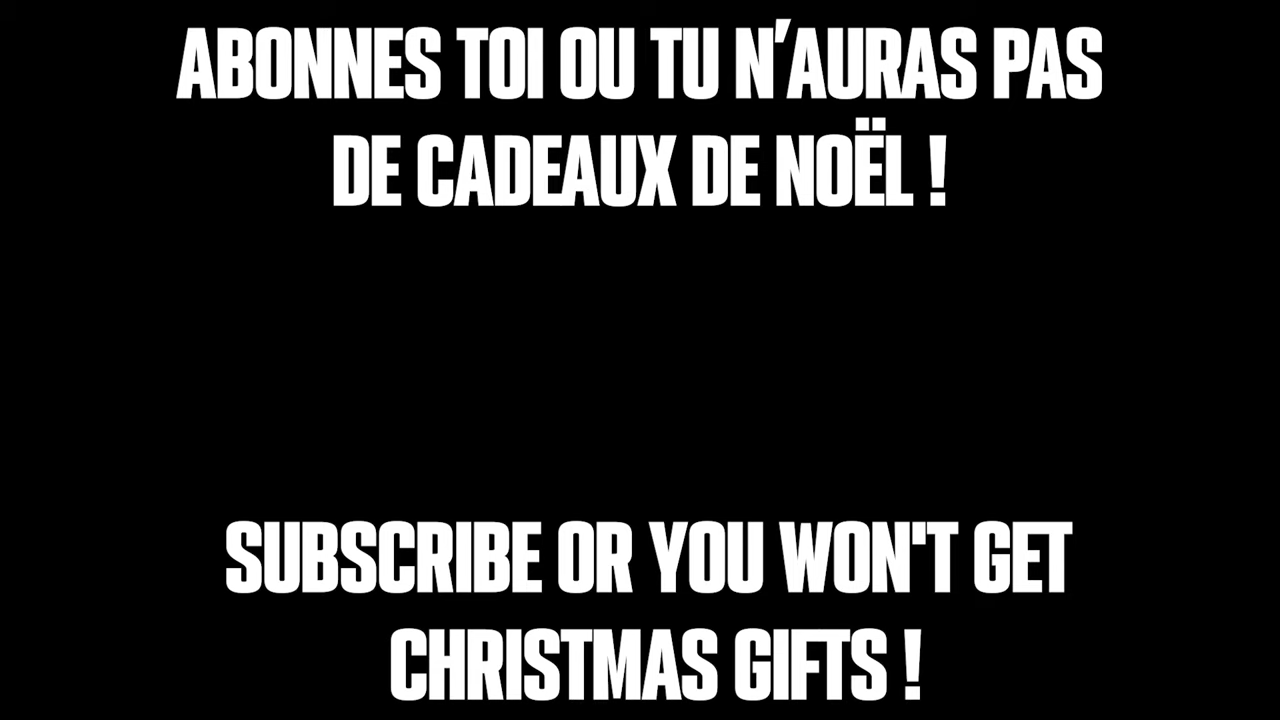 ABONNES TOI OU TU N'AURAS PAS
DE CADEAUX DE NOËL !
SUBSCRIBE OR YOU WON'T GET
CHRISTMAS GIFTS !